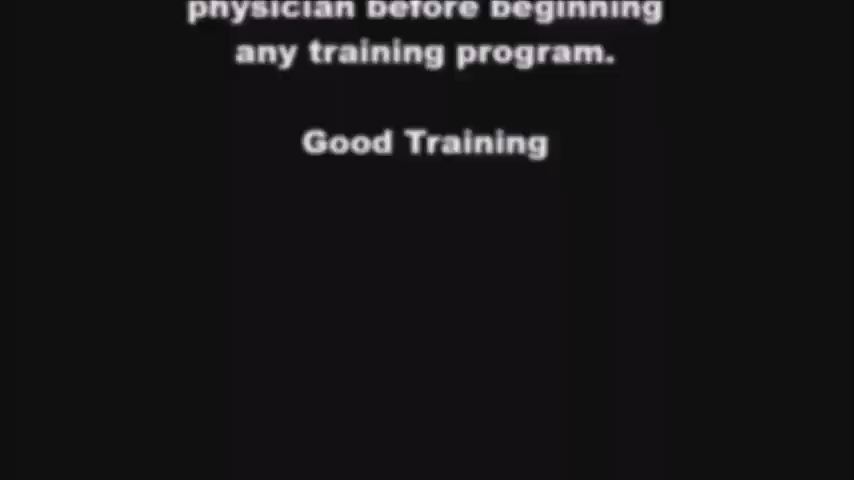 physician before beginning
any training program.
Good Training